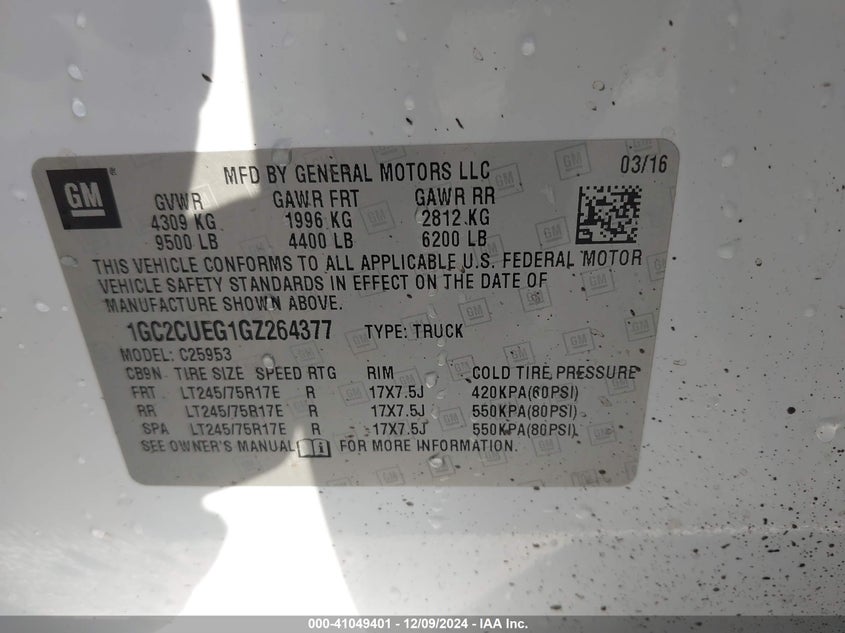 GM
MFD BY GENERAL MOTORS LLC 03/16
GVWR GAWR FRT GAWR RR
4309 KG 1996 KG 2812 KG
9500 LB 4400 LB 6200 LB
THIS VEHICLE CONFORMS TO ALL APPLICABLE U.S. FEDERAL MOTOR
VEHICLE SAFETY STANDARDS IN EFFECT ON THE DATE OF
MANUFACTURE SHOWN ABOVE.
1GC2CUEG1GZ264377 TYPE: TRUCK
MODEL: C25953
CB9N TIRE SIZE SPEED RTG RIM COLD TIRE PRESSURE
FRT LT245/75R17E R 17X7.5J 420KPA(60PSI)
RR LT245/75R17E R 17X7.5J 550KPA(80PSI)
SPA LT245/75R17E R 17X7.5J 550KPA(80PSI)
SEE OWNER'S MANUAL FOR MORE INFORMATION.
000-41049401 - 12/09/2024 - IAA Inc.